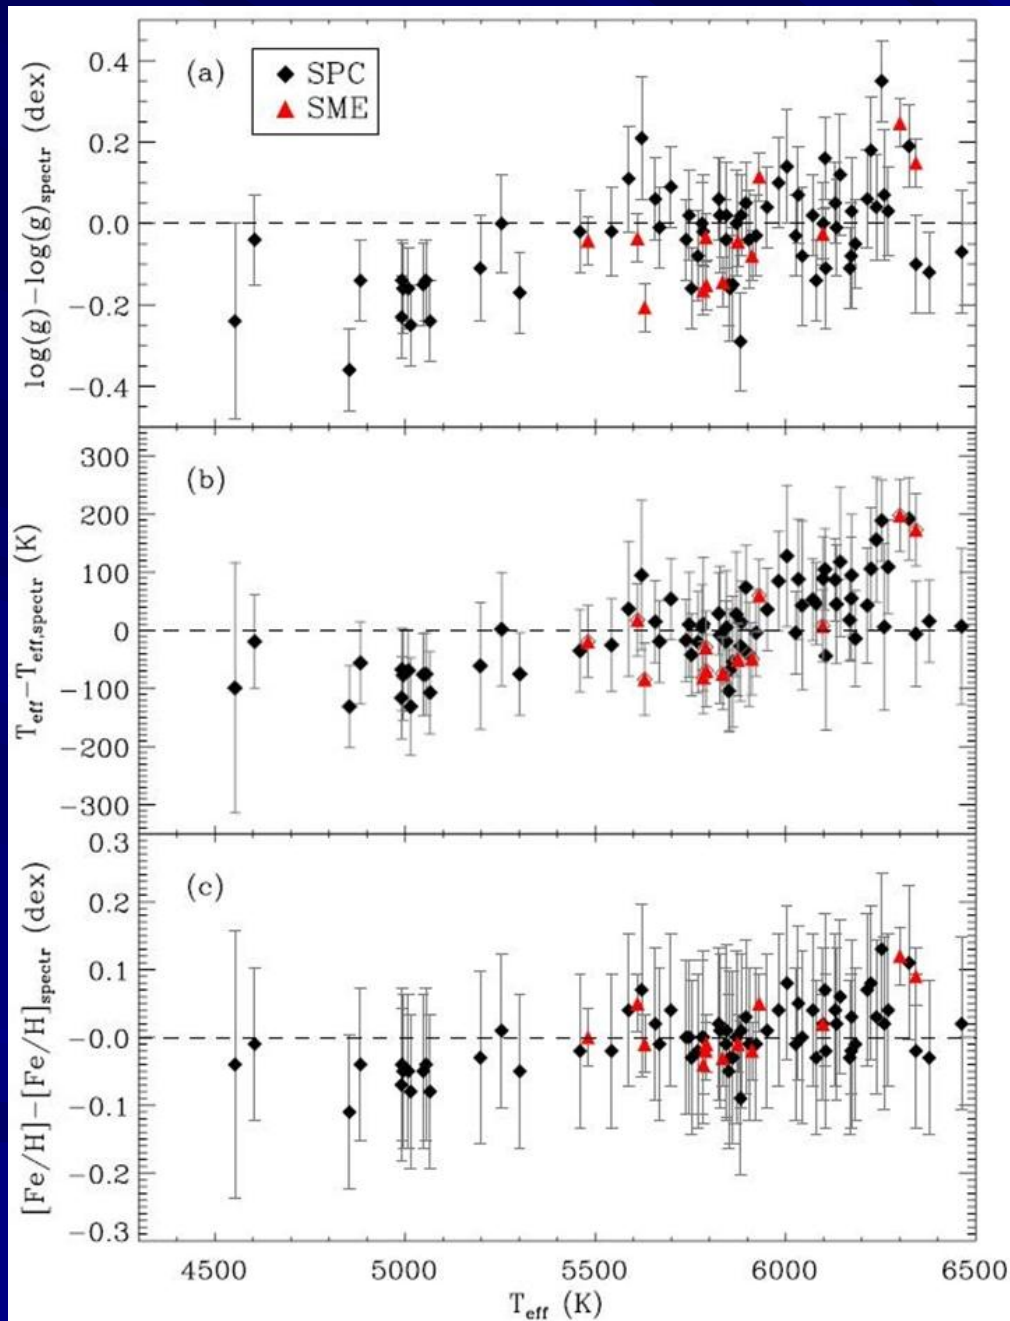 (a)
SPC
SME
log(g)−log(g)spectr (dex)
0.4
0.2
0.0
−0.2
−0.4
(b)
Teff−Teff,spectr (K)
300
200
100
0
−100
−200
−300
(c)
[Fe/H]−[Fe/H]spectr (dex)
0.3
0.2
0.1
−0.0
−0.1
−0.2
−0.3
4500 5000 5500 6000 6500
Teff (K)